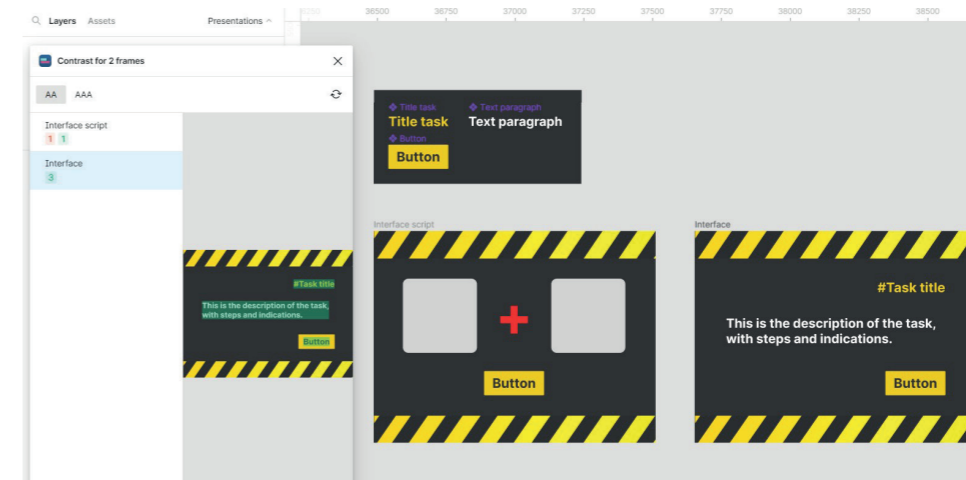 Layers Assets Presentations
36500 36750 37000 37250 37500 37750 38000 38250 38500
Contrast for 2 frames
AA AAA
Interface script
1 1
Interface
3
#Task title
This is the description of the task,
with steps and indications.
Button
Title task Text paragraph
Title task Text paragraph
Button
Button
Interface script
Button
Interface
#Task title
This is the description of the task,
with steps and indications.
Button